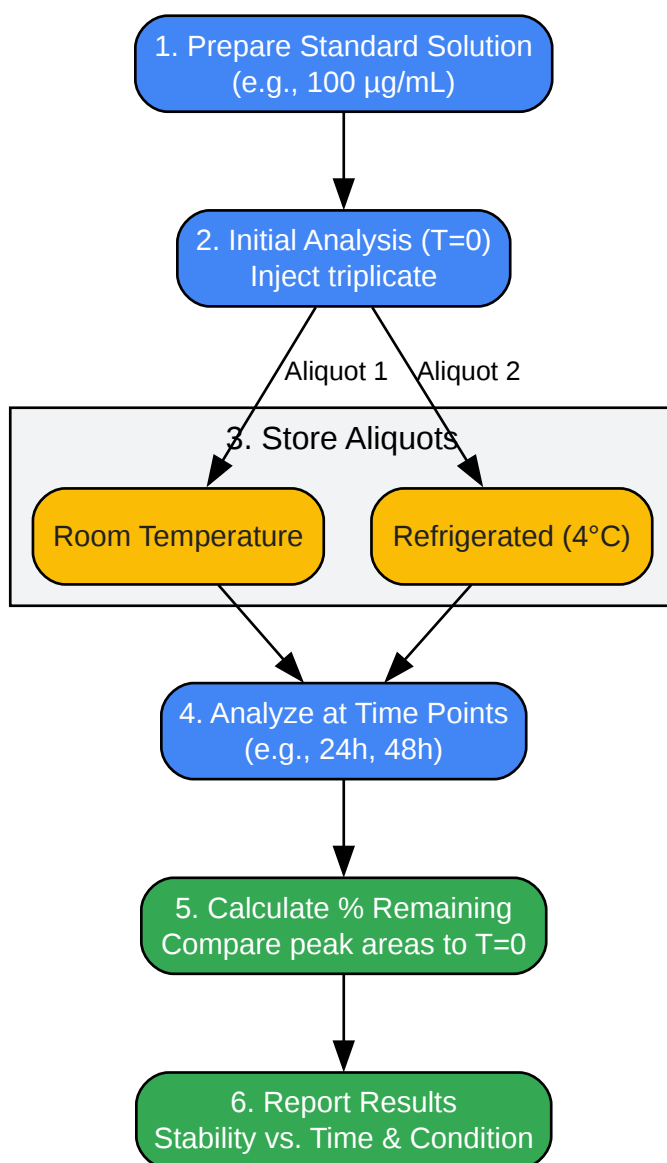 1. Prepare Standard Solution
(e.g., 100 µg/mL)
2. Initial Analysis (T=0)
Inject triplicate
Aliquot 1
Aliquot 2
3. Store Aliquots
Room Temperature
Refrigerated (4°C)
4. Analyze at Time Points
(e.g., 24h, 48h)
5. Calculate % Remaining
Compare peak areas to T=0
6. Report Results
Stability vs. Time & Condition